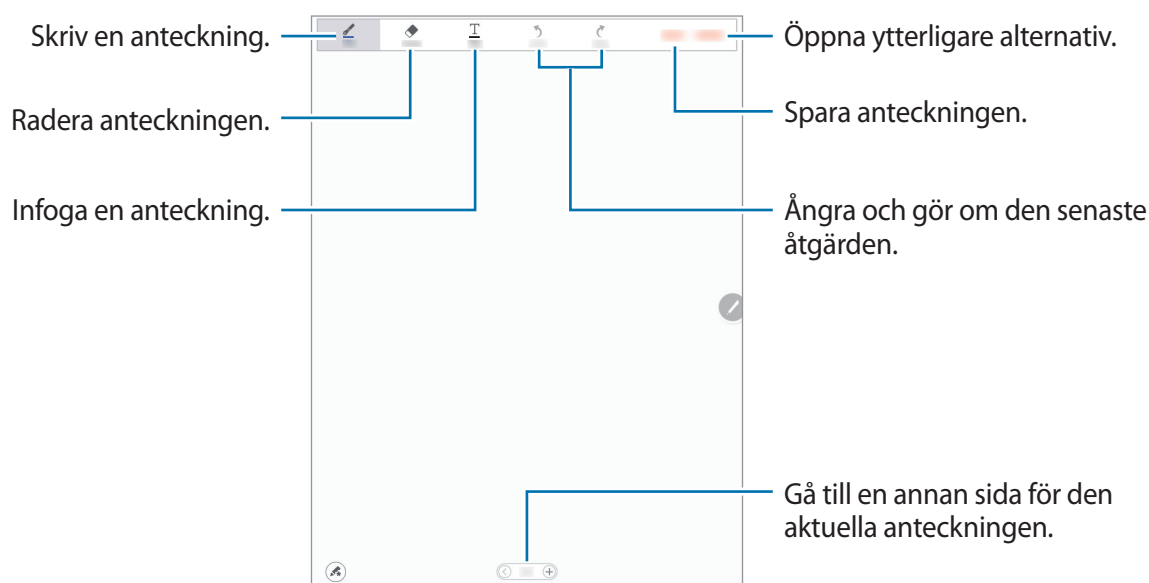 Skriv en anteckning.
Radera anteckningen.
Infoga en anteckning.
T
Öppna ytterligare alternativ.
Spara anteckningen.
Ångra och gör om den senaste
åtgärden.
Gå till en annan sida för den
aktuella anteckningen.